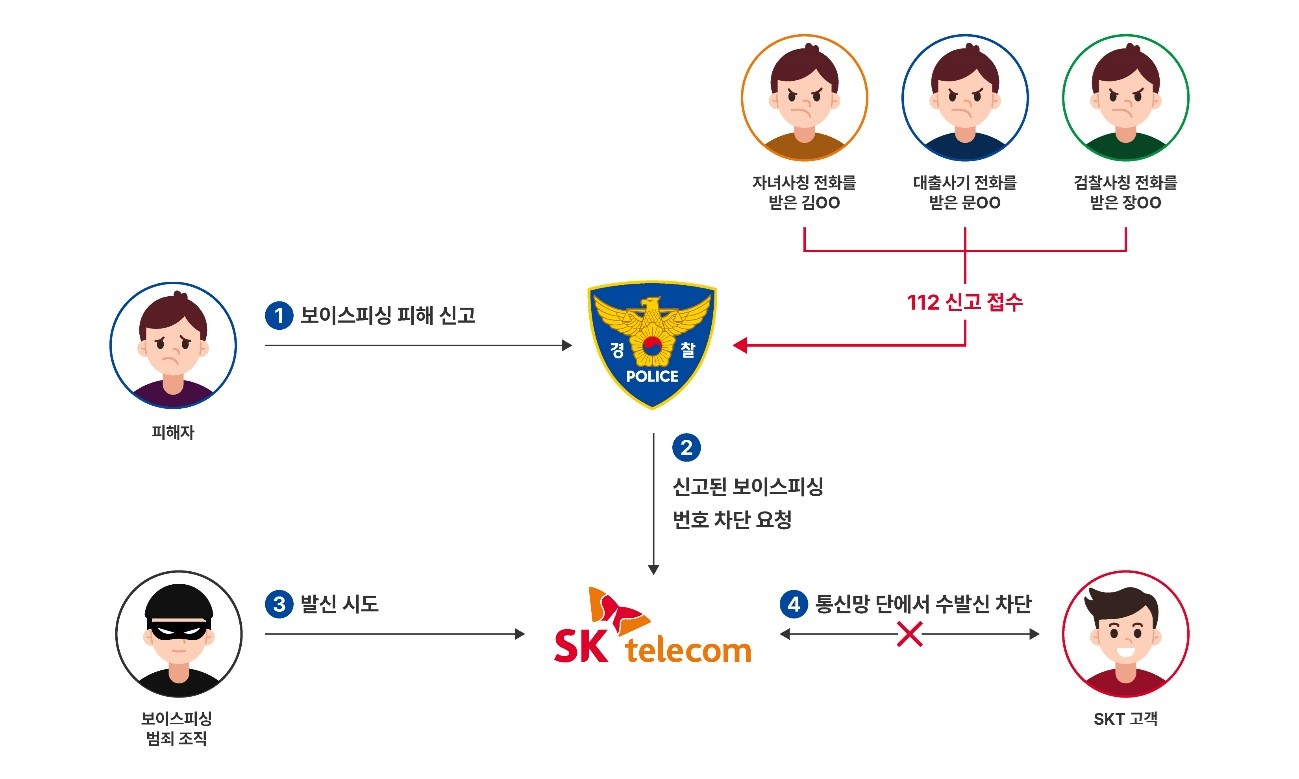 자녀사칭 전화를
받은 김OO
대출사기 전화를
받은 문OO
검찰사칭 전화를
받은 장OO
112 신고 접수
1 보이스피싱 피해 신고
경 찰
POLICE
피해자
2
신고된 보이스피싱
번호 차단 요청
3 발신 시도
SK telecom
4 통신망 단에서 수발신 차단
보이스피싱
범죄 조직
SKT 고객